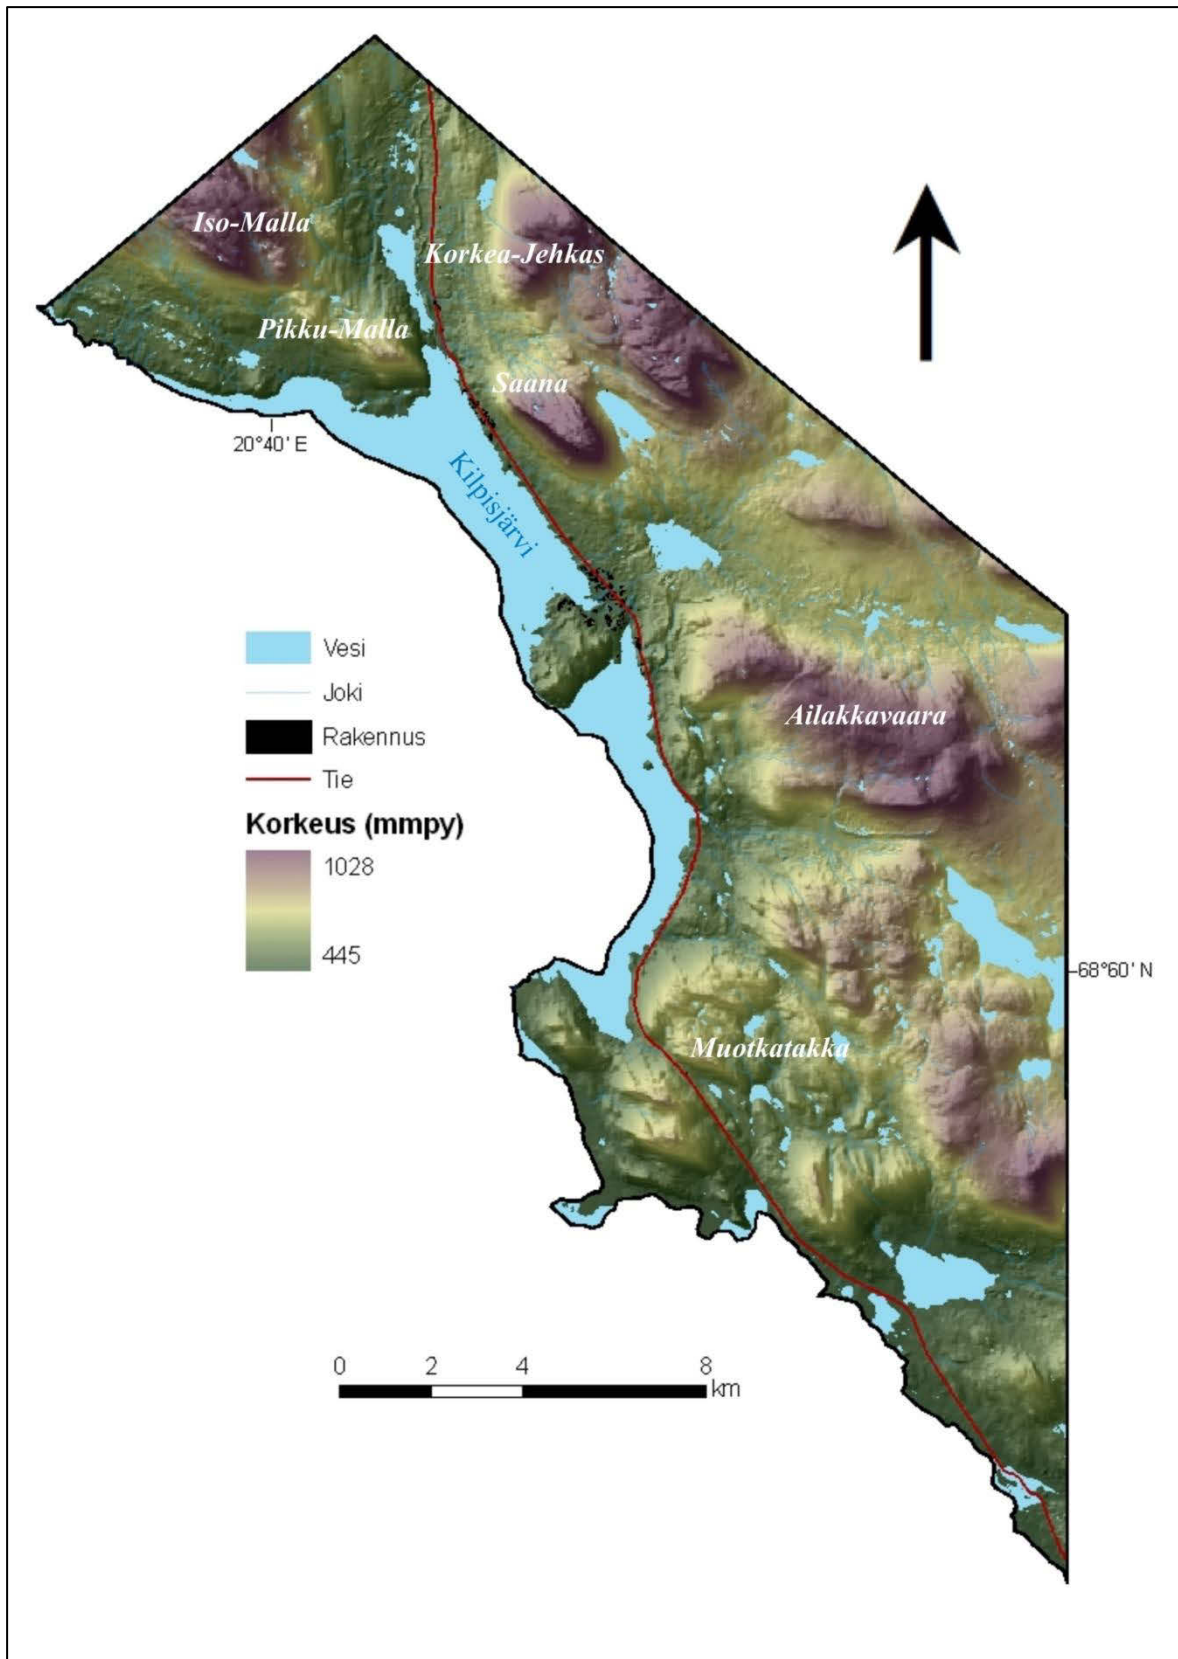 Iso-Malla
Korkea-Jehkas
Pikku-Malla
Saana
20°40' E
Kilpisjärvi
Vesi
Joki
Rakennus
Tie
Korkeus (mmpy)
1028
445
Ailakkavaara
68°60' N
Muotkatakka
0 2 4 8
km